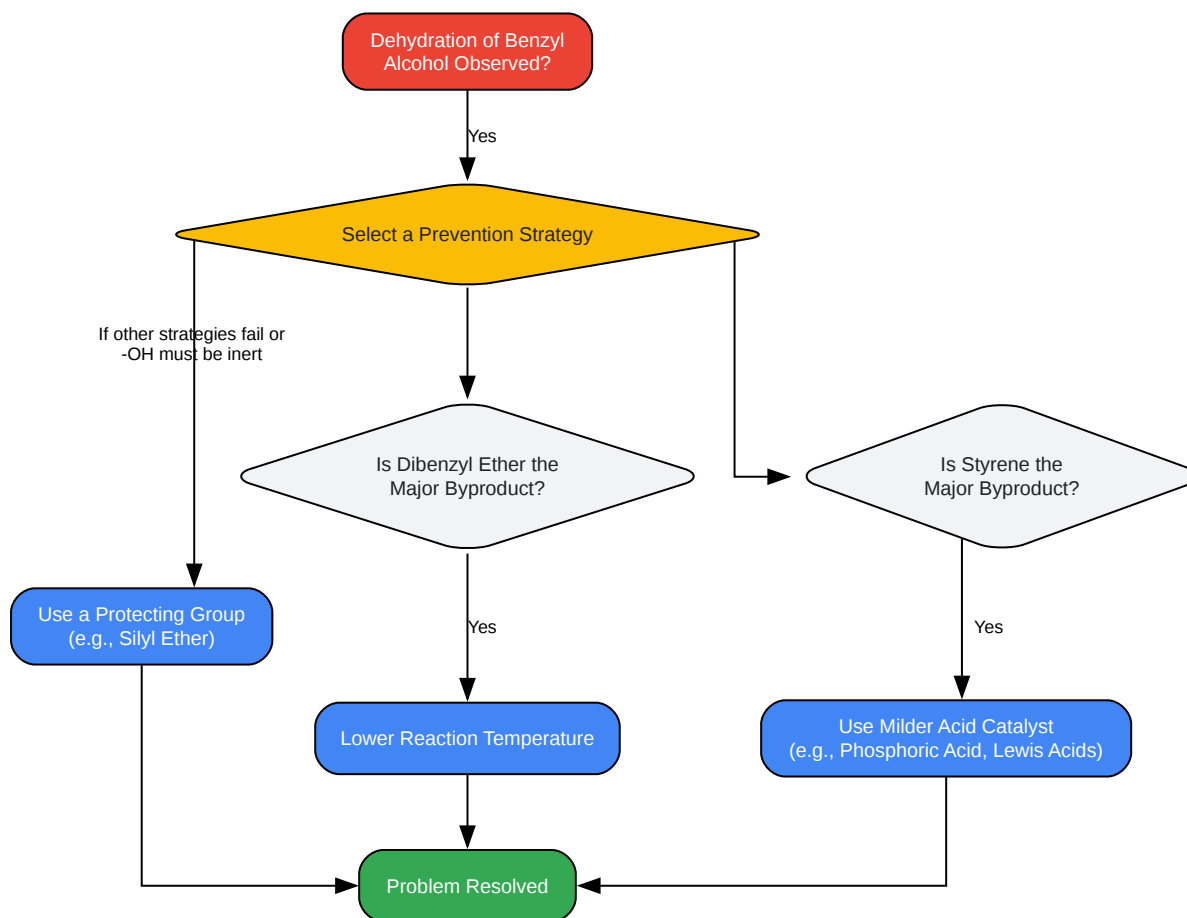 Dehydration of Benzyl
Alcohol Observed?
Yes
Select a Prevention Strategy
If other strategies fail or
-OH must be inert
Is Dibenzyl Ether the
Major Byproduct?
Is Styrene the
Major Byproduct?
Use a Protecting Group
(e.g., Silyl Ether)
Yes
Yes
Lower Reaction Temperature
Use Milder Acid Catalyst
(e.g., Phosphoric Acid, Lewis Acids)
Problem Resolved